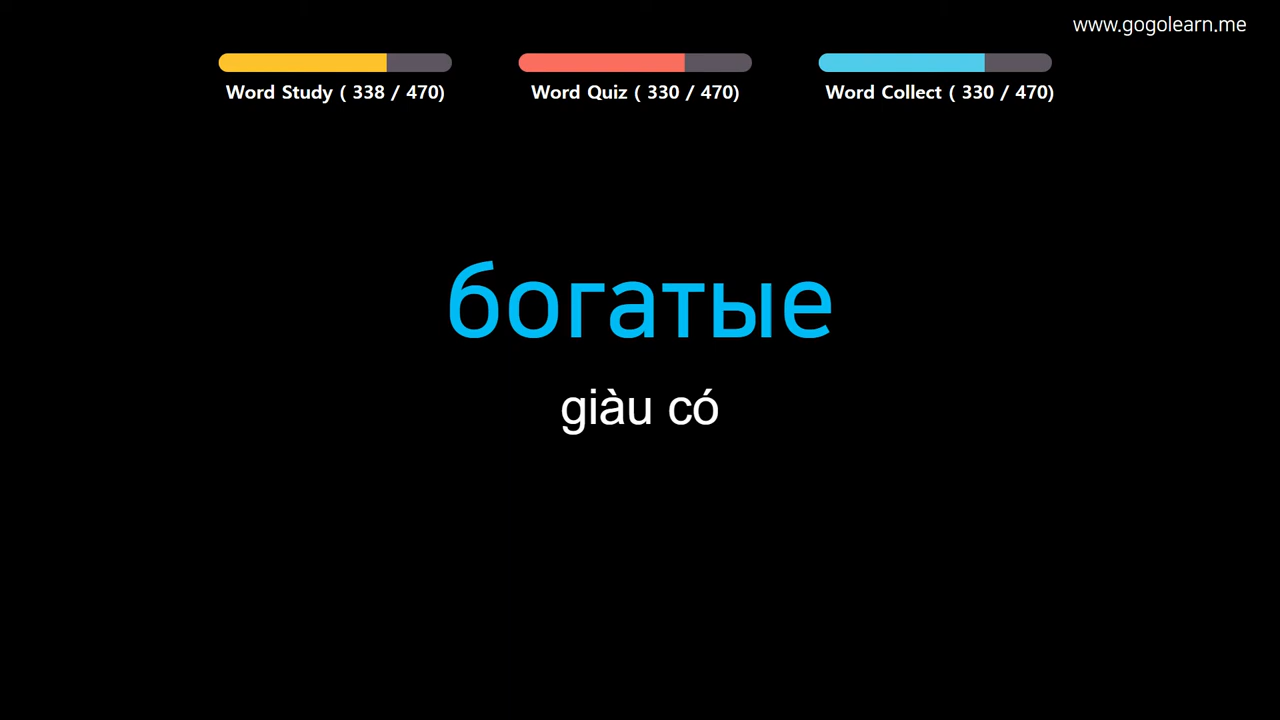 www.gogolearn.me
Word Study ( 338 / 470)
Word Quiz ( 330 / 470)
Word Collect ( 330 / 470)
богатые
giàu có